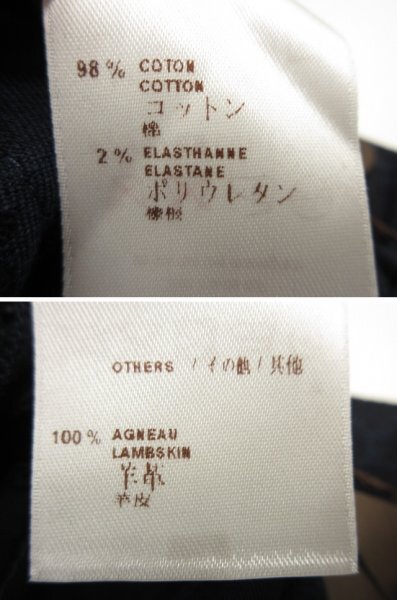 98 % COTON
COTTON
コットン
棉
2 % ELASTHANNE
ELASTANE
ポリウレタン
OTHERS / その他 / 其他
100 % AGNEAU
LAMBSKIN
羊革
羊皮